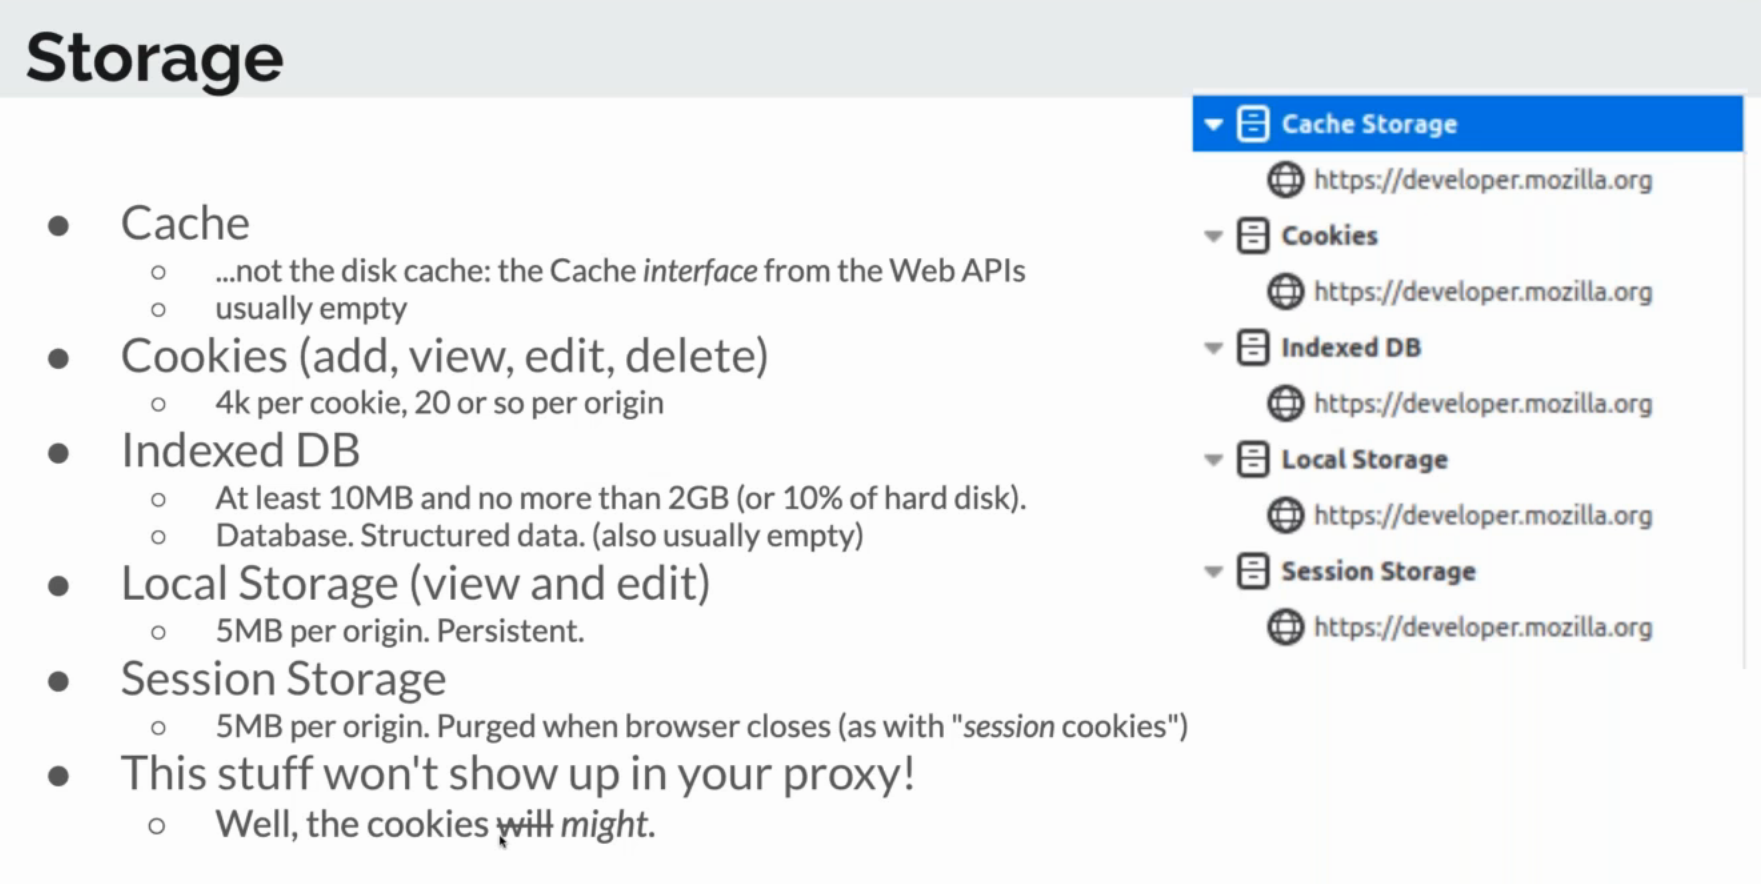 Storage
Cache
...not the disk cache: the Cache interface from the Web APIs
usually empty
Cookies (add, view, edit, delete)
4k per cookie, 20 or so per origin
Indexed DB
At least 10MB and no more than 2GB (or 10% of hard disk).
Database. Structured data. (also usually empty)
Local Storage (view and edit)
5MB per origin. Persistent.
Session Storage
5MB per origin. Purged when browser closes (as with "session cookies")
This stuff won't show up in your proxy!
Well, the cookies will might.
Cache Storage
https://developer.mozilla.org
Cookies
https://developer.mozilla.org
Indexed DB
https://developer.mozilla.org
Local Storage
https://developer.mozilla.org
Session Storage
https://developer.mozilla.org